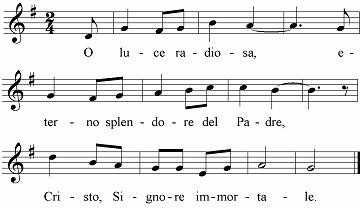 O lu - ce ra - dio - sa, e -
ter - no splen - do - re del Pa - dre,
Cri - sto, Si - gno - re im - mor - ta - le.